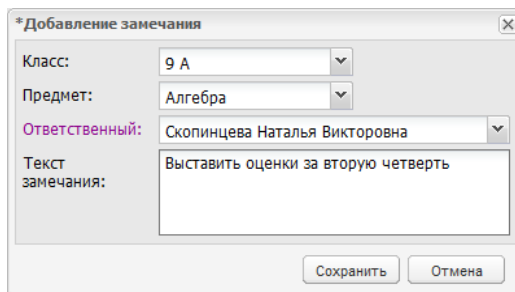 *Добавление замечания
Класс: 9 А
Предмет: Алгебра
Ответственный: Скопинцева Наталья Викторовна
Текст замечания: Выставить оценки за вторую четверть
Сохранить Отмена